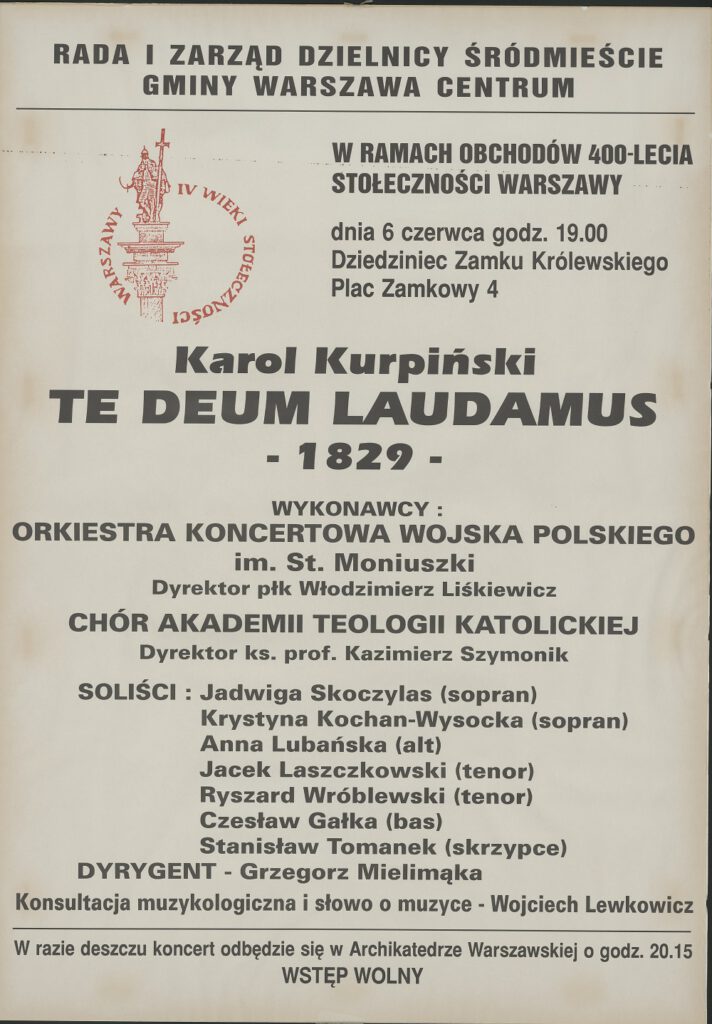 RADA I ZARZĄD DZIELNICY ŚRÓDMIEŚCIE
GMINY WARSZAWA CENTRUM
WARSZAWY IV WIEKI STOŁECZNOŚCI
W RAMACH OBCHODÓW 400-LECIA
STOŁECZNOŚCI WARSZAWY
dnia 6 czerwca godz. 19.00
Dziedziniec Zamku Królewskiego
Plac Zamkowy 4
Karol Kurpiński
TE DEUM LAUDAMUS
- 1829 -
WYKONAWCY :
ORKIESTRA KONCERTOWA WOJSKA POLSKIEGO
im. St. Moniuszki
Dyrektor płk Włodzimierz Liśkiewicz
CHÓR AKADEMII TEOLOGII KATOLICKIEJ
Dyrektor ks. prof. Kazimierz Szymonik
SOLIŚCI : Jadwiga Skoczylas (sopran)
Krystyna Kochan-Wysocka (sopran)
Anna Lubańska (alt)
Jacek Laszczkowski (tenor)
Ryszard Wróblewski (tenor)
Czesław Gałka (bas)
Stanisław Tomanek (skrzypce)
DYRYGENT - Grzegorz Mielimąka
Konsultacja muzykologiczna i słowo o muzyce - Wojciech Lewkowicz
W razie deszczu koncert odbędzie się w Archikatedrze Warszawskiej o godz. 20.15
WSTĘP WOLNY